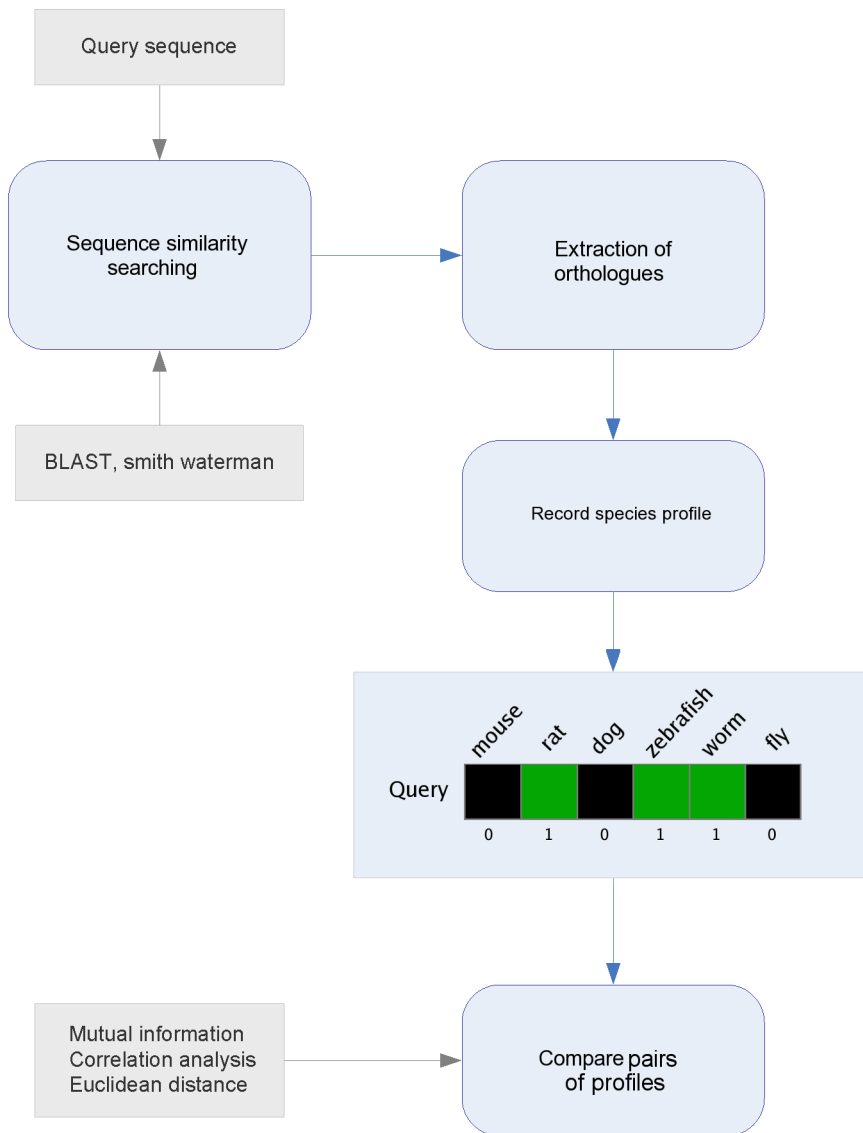 Query sequence
Sequence similarity
searching
Extraction of
orthologues
BLAST, smith waterman
Record species profile
mouse
rat
dog
zebrafish
worm
fly
Query
0 1 0 1 1 0
Mutual information
Correlation analysis
Euclidean distance
Compare pairs
of profiles